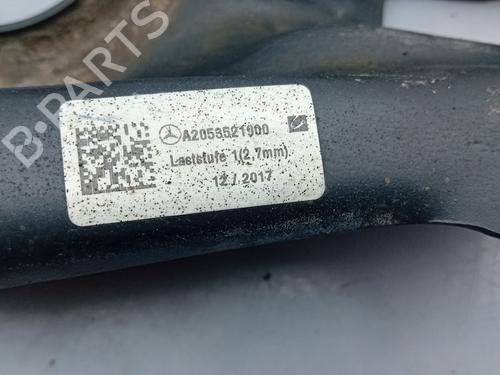 B-PARTS
A2053521900
Laststufe 1(2,7mm)
12 / 2017